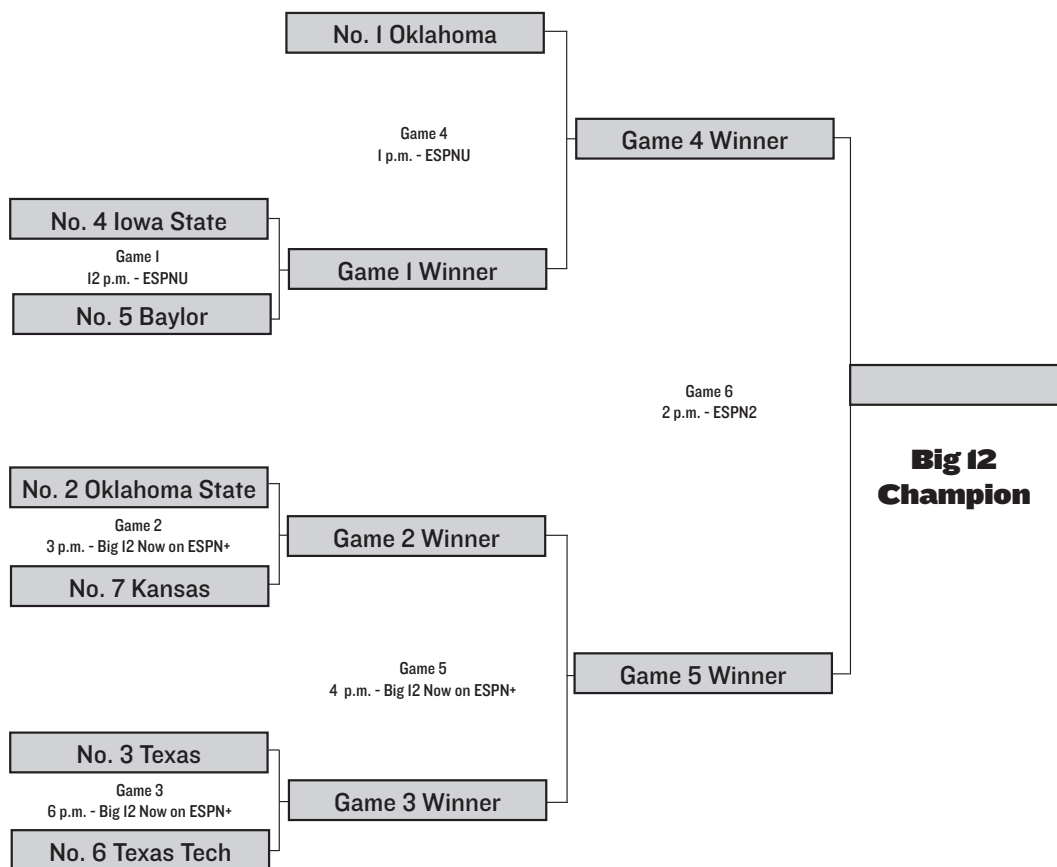 No. 1 Oklahoma
Game 4
1 p.m. - ESPNU
Game 4 Winner
No. 4 Iowa State
Game 1
12 p.m. - ESPNU
Game 1 Winner
No. 5 Baylor
Game 6
2 p.m. - ESPN2
Big 12
Champion
No. 2 Oklahoma State
Game 2
3 p.m. - Big 12 Now on ESPN+
Game 2 Winner
No. 7 Kansas
Game 5
4 p.m. - Big 12 Now on ESPN+
Game 5 Winner
No. 3 Texas
Game 3
6 p.m. - Big 12 Now on ESPN+
Game 3 Winner
No. 6 Texas Tech